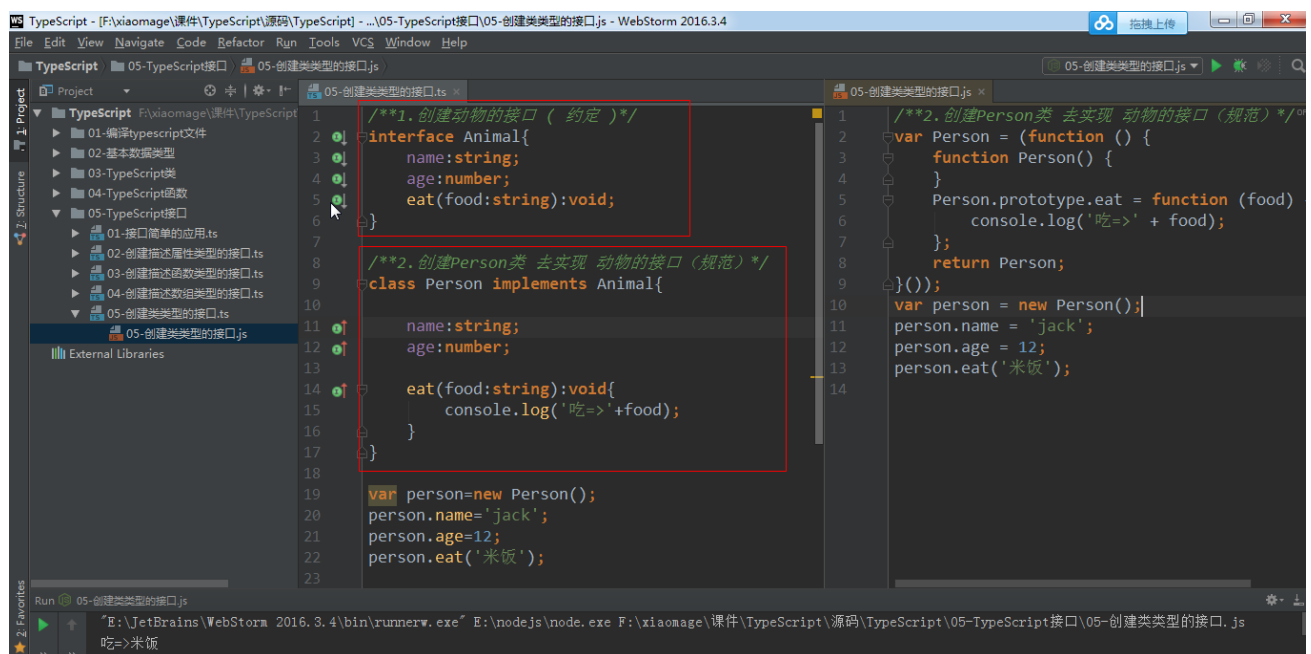 TypeScript - [F:\xiaomage\课件\TypeScript\源码\TypeScript] - ...\05-TypeScript接口\05-创建类类型的接口.js - WebStorm 2016.3.4
拖拽上传
File Edit View Navigate Code Refactor Run Tools VCS Window Help
TypeScript 05-TypeScript接口 05-创建类类型的接口.js
05-创建类类型的接口.js
1: Project
7: Structure
2: Favorites
Project
TypeScript F:\xiaomage\课件\TypeScript
01-编译typescript文件
02-基本数据类型
03-TypeScript类
04-TypeScript函数
05-TypeScript接口
01-接口简单的应用.ts
02-创建描述属性类型的接口.ts
03-创建描述函数类型的接口.ts
04-创建描述数组类型的接口.ts
05-创建类类型的接口.ts
05-创建类类型的接口.js
External Libraries
05-创建类类型的接口.ts
1 /**1.创建动物的接口 ( 约定 )*/
2 interface Animal{
3 name:string;
4 age:number;
5 eat(food:string):void;
6 }
7
8 /**2.创建Person类 去实现 动物的接口（规范）*/
9 class Person implements Animal{
10
11 name:string;
12 age:number;
13
14 eat(food:string):void{
15 console.log('吃=>'+food);
16 }
17 }
18
19 var person=new Person();
20 person.name='jack';
21 person.age=12;
22 person.eat('米饭');
23
05-创建类类型的接口.js
1 /**2.创建Person类 去实现 动物的接口（规范）*/
2 var Person = (function () {
3 function Person() {
4 }
5 Person.prototype.eat = function (food)
6 console.log('吃=>' + food);
7 };
8 return Person;
9 }());
10 var person = new Person();
11 person.name = 'jack';
12 person.age = 12;
13 person.eat('米饭');
14
Run 05-创建类类型的接口.js
"E:\JetBrains\WebStorm 2016.3.4\bin\runnerw.exe" E:\nodejs\node.exe F:\xiaomage\课件\TypeScript\源码\TypeScript\05-TypeScript接口\05-创建类类型的接口.js
吃=>米饭